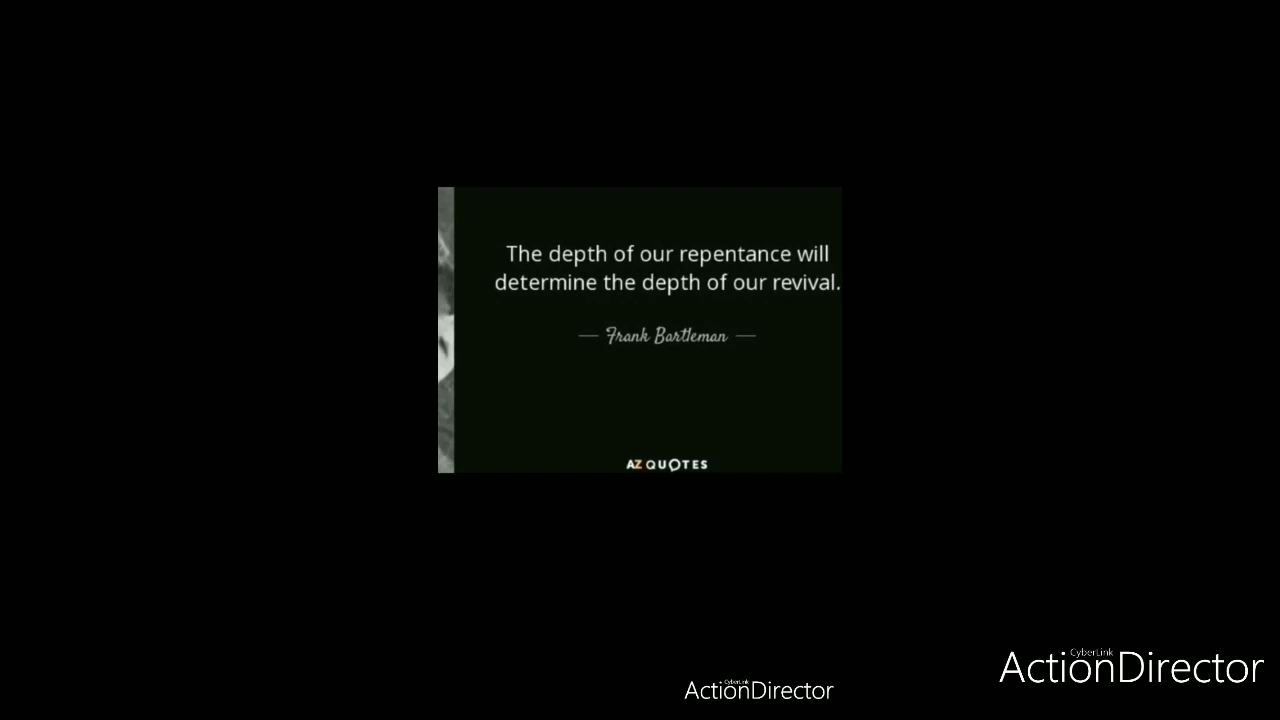 The depth of our repentance will
determine the depth of our revival.
— Frank Bartleman —
AZ QUOTES
CyberLink
ActionDirector
CyberLink
ActionDirector